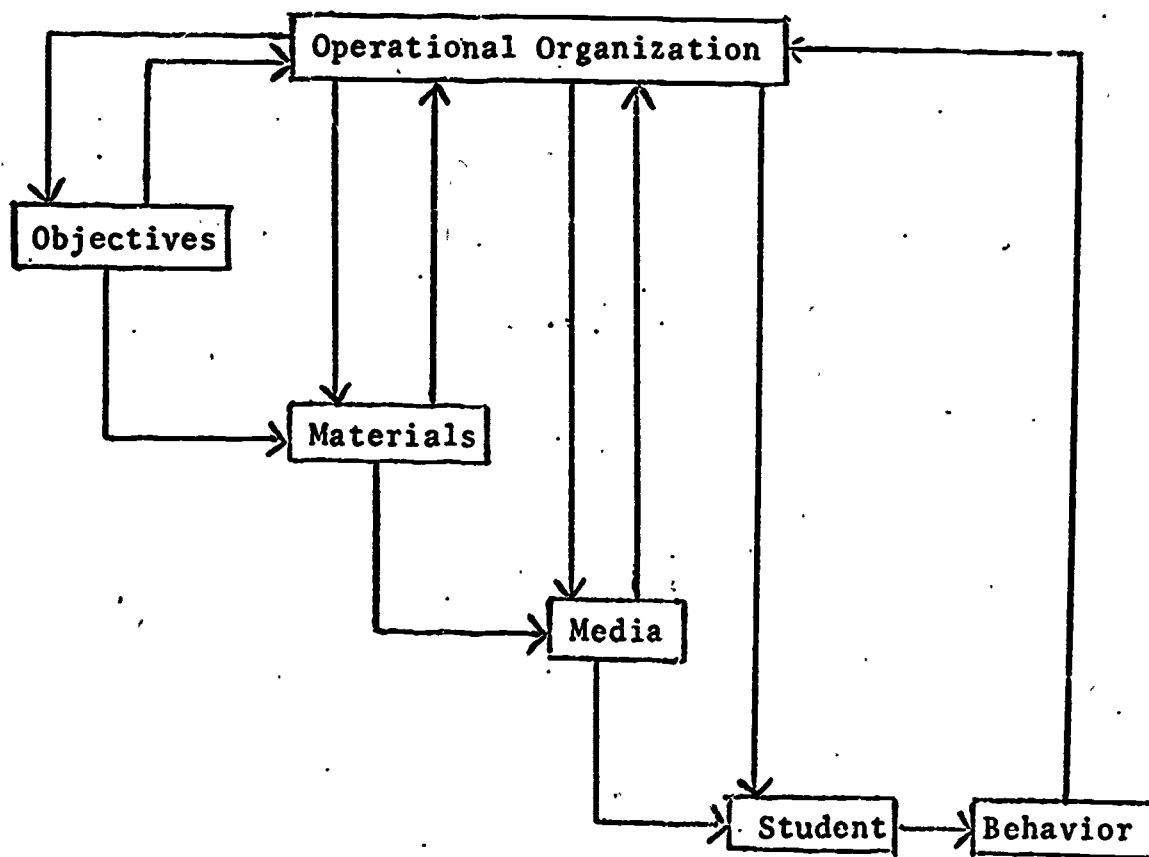 Operational Organization
Objectives
Materials
Media
Student
Behavior